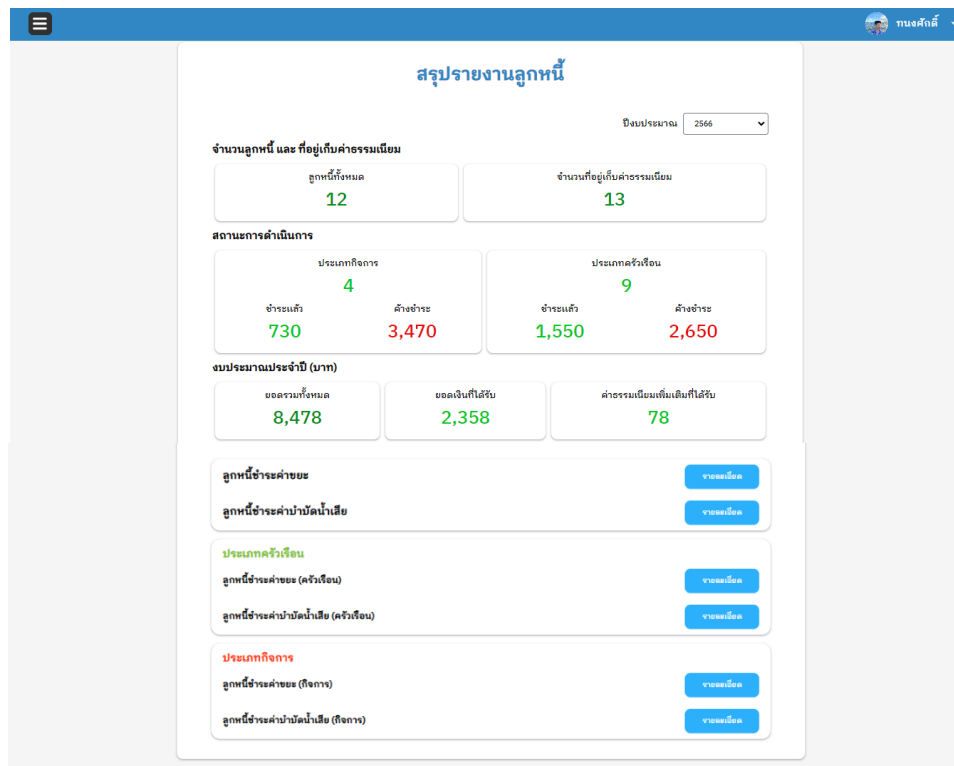 ทนงศักดิ์
สรุปรายงานลูกหนี้
ปีงบประมาณ 2566
จำนวนลูกหนี้ และ ที่อยู่เก็บค่าธรรมเนียม
ลูกหนี้ทั้งหมด จำนวนที่อยู่เก็บค่าธรรมเนียม
12 13
สถานะการดำเนินการ
ประเภทกิจการ ประเภทครัวเรือน
4 9
ชำระแล้ว ค้างชำระ ชำระแล้ว ค้างชำระ
730 3,470 1,550 2,650
งบประมาณประจำปี (บาท)
ยอดรวมทั้งหมด ยอดเงินที่ได้รับ ค่าธรรมเนียมเพิ่มเติมที่ได้รับ
8,478 2,358 78
ลูกหนี้ชำระค่าขยะ รายละเอียด
ลูกหนี้ชำระค่าบำบัดน้ำเสีย รายละเอียด
ประเภทครัวเรือน
ลูกหนี้ชำระค่าขยะ (ครัวเรือน) รายละเอียด
ลูกหนี้ชำระค่าบำบัดน้ำเสีย (ครัวเรือน) รายละเอียด
ประเภทกิจการ
ลูกหนี้ชำระค่าขยะ (กิจการ) รายละเอียด
ลูกหนี้ชำระค่าบำบัดน้ำเสีย (กิจการ) รายละเอียด